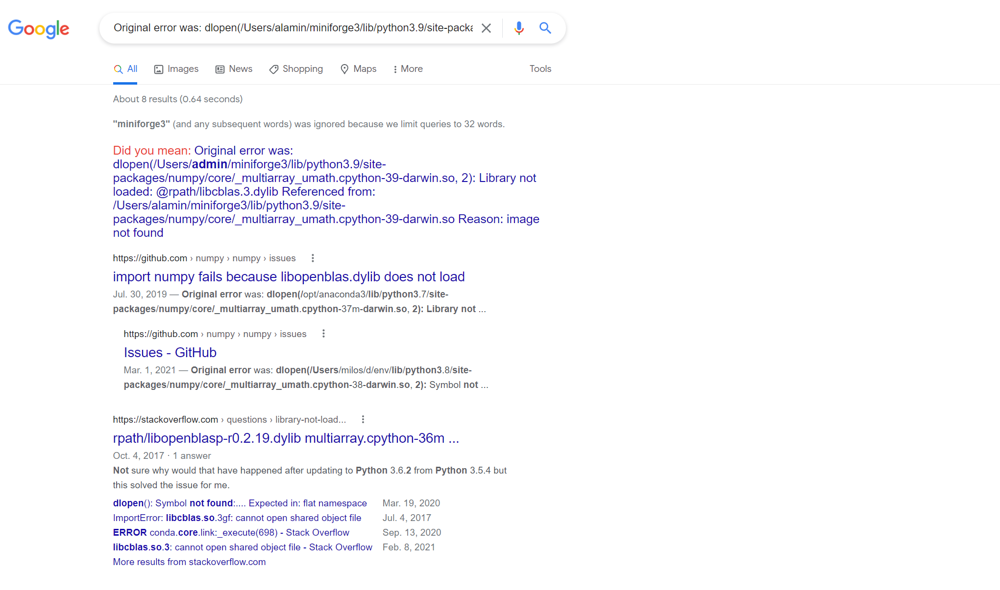 Google
Original error was: dlopen(/Users/alamin/miniforge3/lib/python3.9/site-packa
All Images News Shopping Maps More Tools
About 8 results (0.64 seconds)
"miniforge3" (and any subsequent words) was ignored because we limit queries to 32 words.
Did you mean: Original error was:
dlopen(/Users/admin/miniforge3/lib/python3.9/site-
packages/numpy/core/_multiarray_umath.cpython-39-darwin.so, 2): Library not
loaded: @rpath/libcblas.3.dylib Referenced from:
/Users/alamin/miniforge3/lib/python3.9/site-
packages/numpy/core/_multiarray_umath.cpython-39-darwin.so Reason: image
not found
https://github.com › numpy › numpy › issues
import numpy fails because libopenblas.dylib does not load
Jul. 30, 2019 — Original error was: dlopen(/opt/anaconda3/lib/python3.7/site-
packages/numpy/core/_multiarray_umath.cpython-37m-darwin.so, 2): Library not ...
https://github.com › numpy › numpy › issues
Issues - GitHub
Mar. 1, 2021 — Original error was: dlopen(/Users/milos/d/env/lib/python3.8/site-
packages/numpy/core/_multiarray_umath.cpython-38-darwin.so, 2): Symbol not ...
https://stackoverflow.com › questions › library-not-load...
rpath/libopenblasp-r0.2.19.dylib multiarray.cpython-36m ...
Oct. 4, 2017 · 1 answer
Not sure why would that have happened after updating to Python 3.6.2 from Python 3.5.4 but
this solved the issue for me.
dlopen(): Symbol not found:.... Expected in: flat namespace Mar. 19, 2020
ImportError: libcblas.so.3gf: cannot open shared object file Jul. 4, 2017
ERROR conda.core.link:_execute(698) - Stack Overflow Sep. 13, 2020
libcblas.so.3: cannot open shared object file - Stack Overflow Feb. 8, 2021
More results from stackoverflow.com